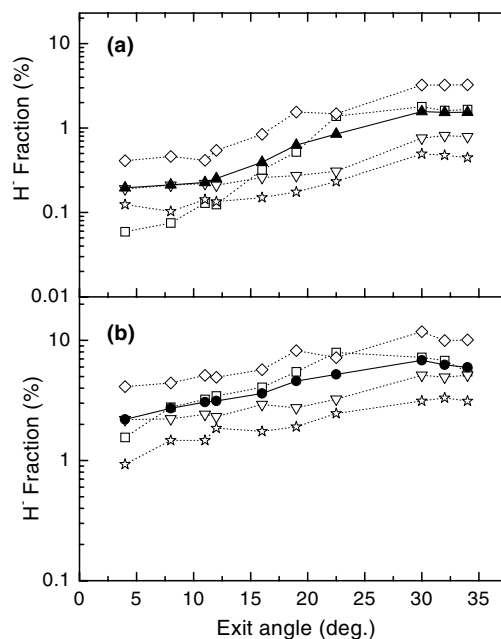 (a)
H⁻ Fraction (%)
10
1
0.1
0.01
(b)
H⁻ Fraction (%)
10
1
0.1
0 5 10 15 20 25 30 35
Exit angle (deg.)